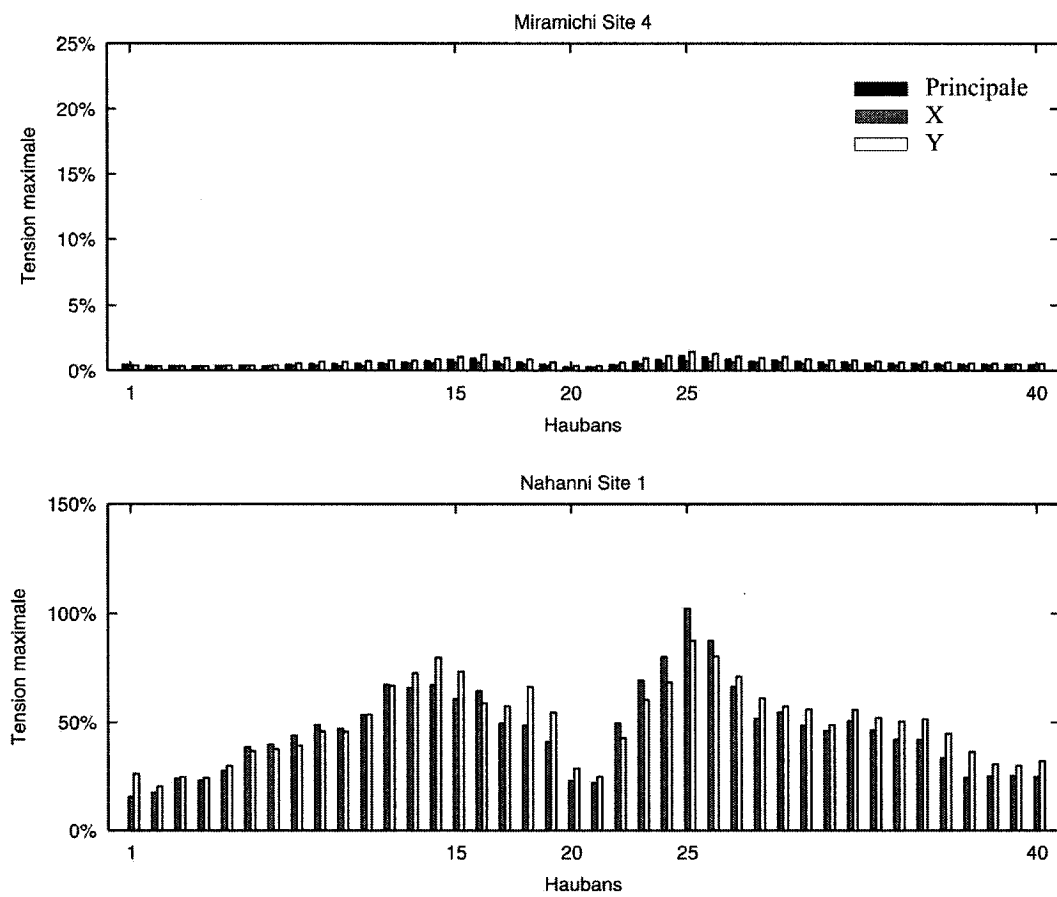 Miramichi Site 4
25%
20%
15%
10%
5%
0%
Tension maximale
Principale
X
Y
1 15 20 25 40
Haubans
Nahanni Site 1
150%
100%
50%
0%
Tension maximale
1 15 20 25 40
Haubans